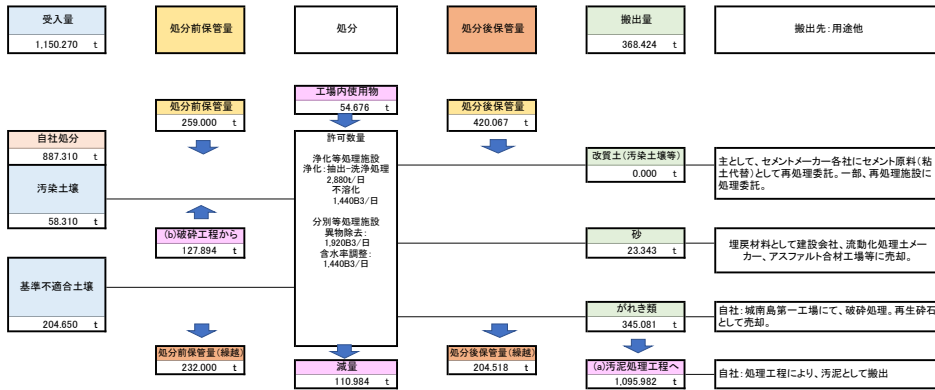 受入量
1,150.270 t
処分前保管量
処分
処分後保管量
搬出量
368.424 t
搬出先:用途他
工場内使用物
54.676 t
処分前保管量
259.000 t
処分後保管量
420.067 t
自社処分
887.310 t
汚染土壌
58.310 t
(b)破砕工程から
127.894 t
基準不適合土壌
204.650 t
許可数量
浄化等処理施設
浄化:抽出-洗浄処理
2,880t/日
不溶化
1,440B3/日
分別等処理施設
異物除去:
1,920B3/日
含水率調整:
1,440B3/日
改質土(汚染土壌等)
0.000 t
主として、セメントメーカー各社にセメント原料(粘
土代替)として再処理委託。一部、再処理施設に
処理委託。
砂
23.343 t
埋戻材料として建設会社、流動化処理土メー
カー、アスファルト合材工場等に売却。
がれき類
345.081 t
自社:城南島第一工場にて、破砕処理。再生砕石
として売却。
処分前保管量(繰越)
232.000 t
減量
110.984 t
処分後保管量(繰越)
204.518 t
(a)汚泥処理工程へ
1,095.982 t
自社:処理工程により、汚泥として搬出